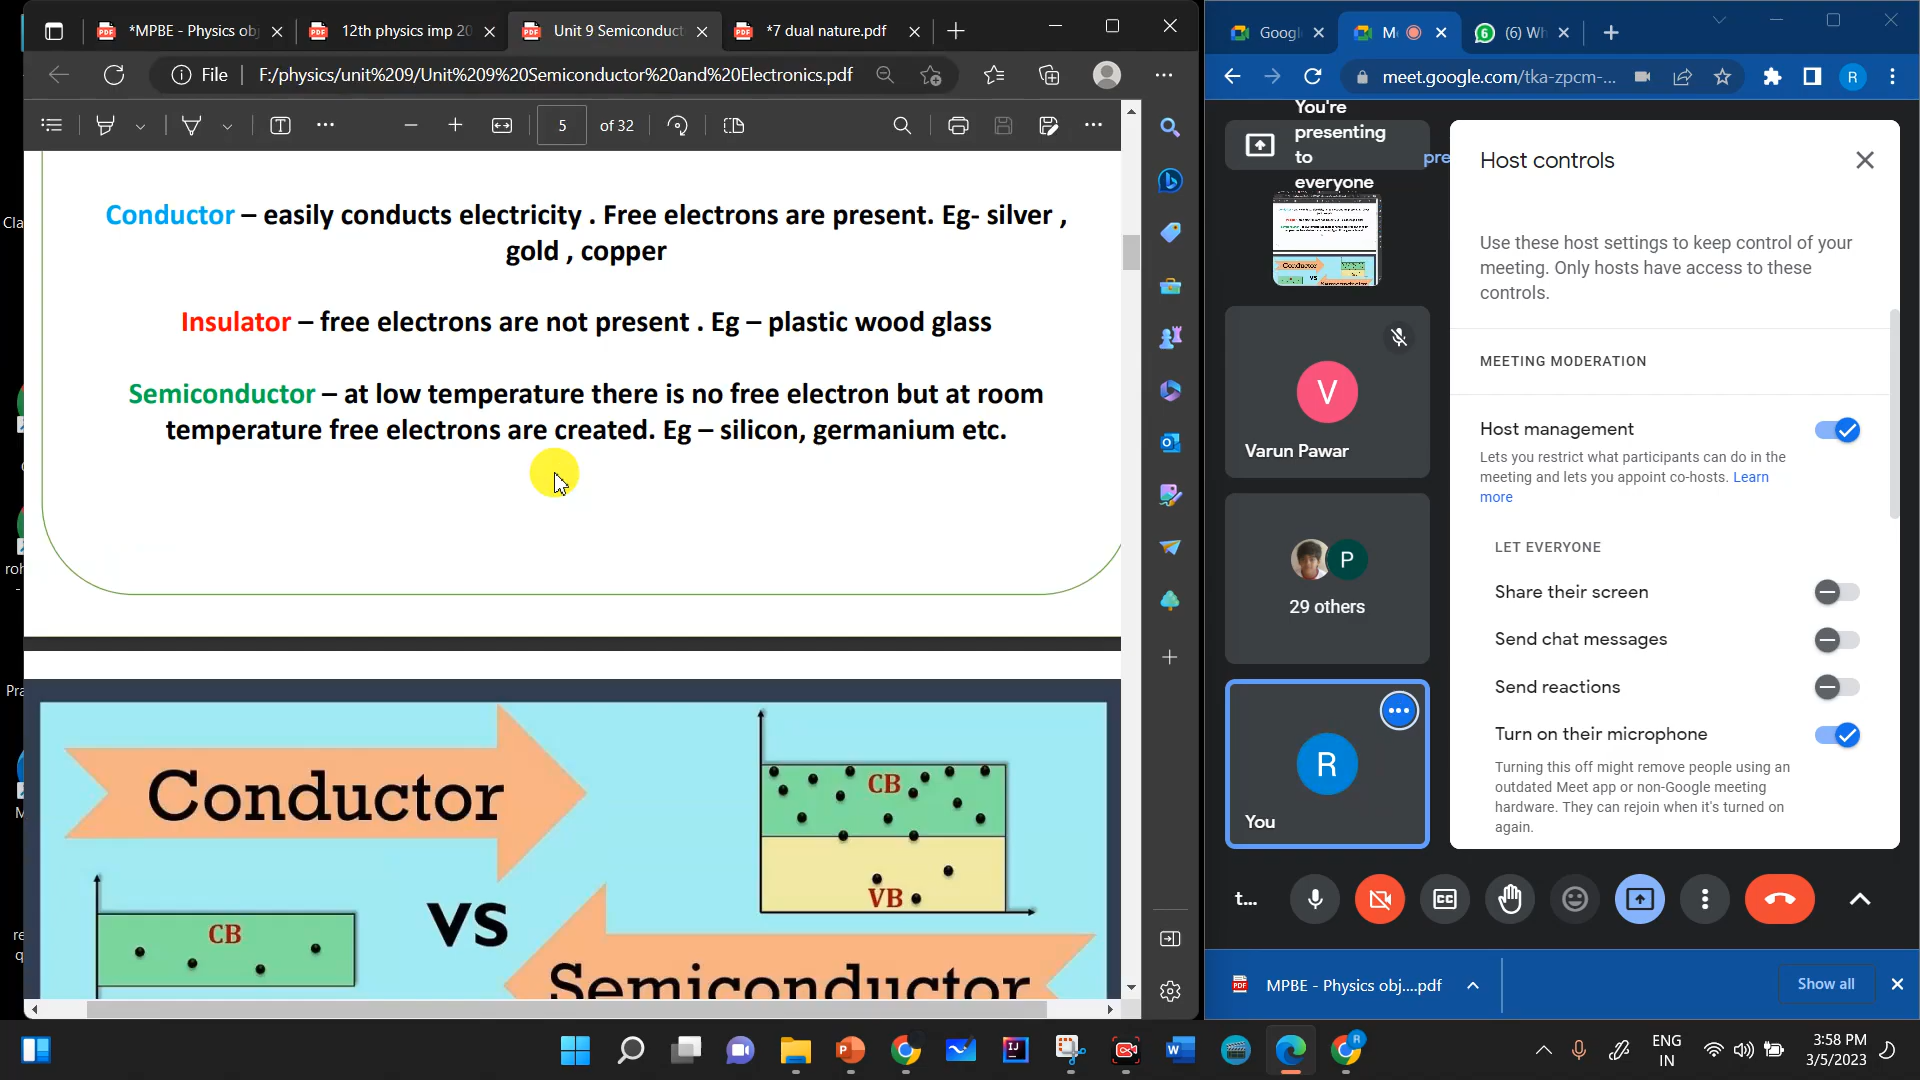 *MPBE - Physics obj
12th physics imp 20
Unit 9 Semiconduct
*7 dual nature.pdf
File
F:/physics/unit%209/Unit%209%20Semiconductor%20and%20Electronics.pdf
5 of 32
Conductor – easily conducts electricity . Free electrons are present. Eg- silver ,
gold , copper
Insulator – free electrons are not present . Eg – plastic wood glass
Semiconductor – at low temperature there is no free electron but at room
temperature free electrons are created. Eg – silicon, germanium etc.
Conductor
CB
VB
CB
VS
Semiconductor
Google
(6) Wh
meet.google.com/tka-zpcm-...
R
You're
presenting
to
everyone
pre
Varun Pawar
V
P
29 others
R
You
Host controls
Use these host settings to keep control of your
meeting. Only hosts have access to these
controls.
MEETING MODERATION
Host management
Lets you restrict what participants can do in the
meeting and lets you appoint co-hosts. Learn
more
LET EVERYONE
Share their screen
Send chat messages
Send reactions
Turn on their microphone
Turning this off might remove people using an
outdated Meet app or non-Google meeting
hardware. They can rejoin when it's turned on
again.
t...
MPBE - Physics obj....pdf
Show all
ENG
IN
3:58 PM
3/5/2023